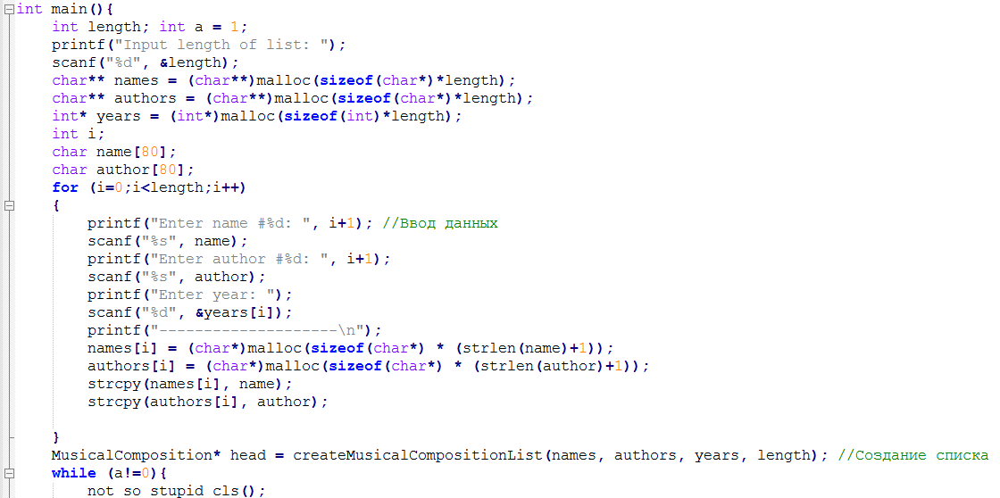 int main(){
int length; int a = 1;
printf("Input length of list: ");
scanf("%d", &length);
char** names = (char**)malloc(sizeof(char*)*length);
char** authors = (char**)malloc(sizeof(char*)*length);
int* years = (int*)malloc(sizeof(int)*length);
int i;
char name[80];
char author[80];
for (i=0;i<length;i++)
{
printf("Enter name #%d: ", i+1); //Ввод данных
scanf("%s", name);
printf("Enter author #%d: ", i+1);
scanf("%s", author);
printf("Enter year: ");
scanf("%d", &years[i]);
printf("--------------------\n");
names[i] = (char*)malloc(sizeof(char*) * (strlen(name)+1));
authors[i] = (char*)malloc(sizeof(char*) * (strlen(author)+1));
strcpy(names[i], name);
strcpy(authors[i], author);
}
MusicalComposition* head = createMusicalCompositionList(names, authors, years, length); //Создание списка
while (a!=0){
not so stupid cls();